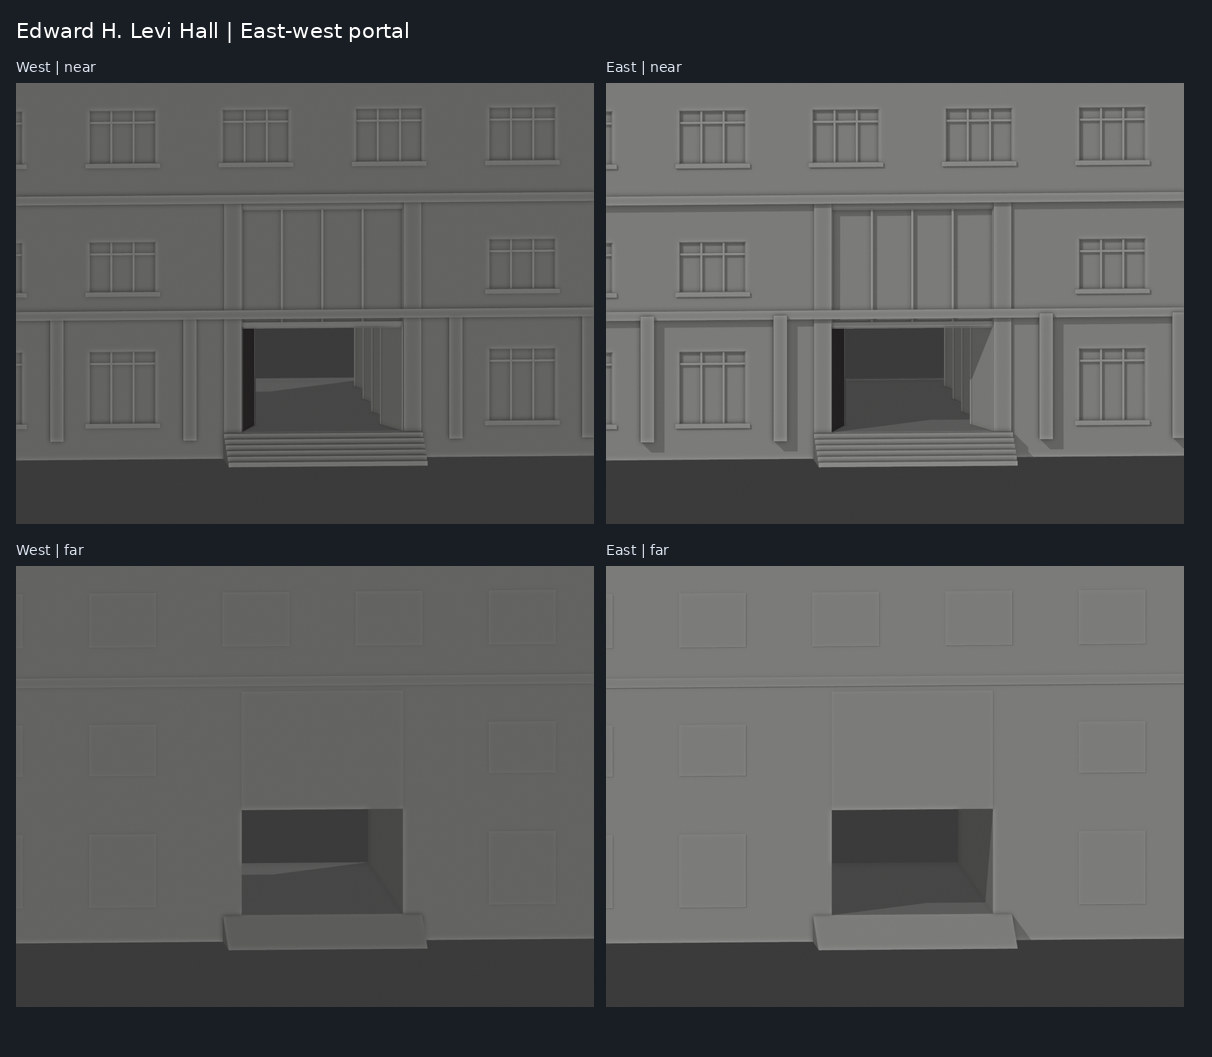 Edward H. Levi Hall | East-west portal
West | near
East | near
West | far
East | far